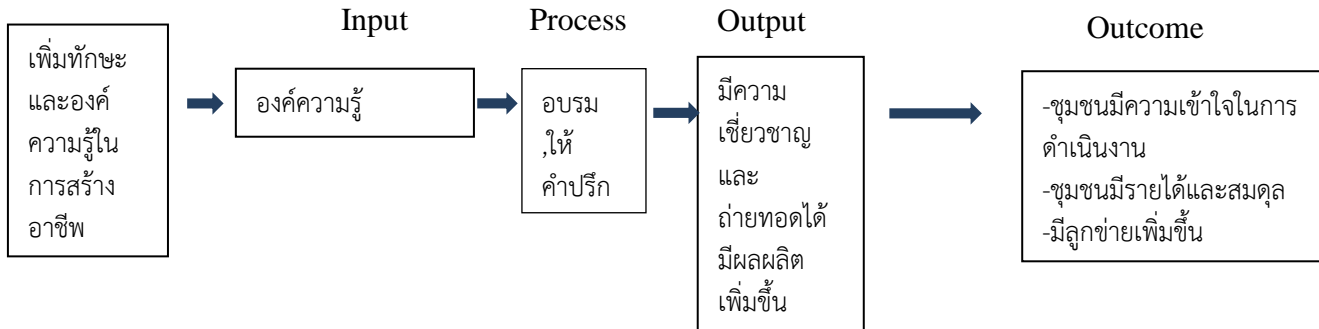 Input
Process
Output
Outcome
เพิ่มทักษะ
และองค์
ความรู้ใน
การสร้าง
อาชีพ
องค์ความรู้
อบรม
,ให้
คำปรึก
มีความ
เชี่ยวชาญ
และ
ถ่ายทอดได้
มีผลผลิต
เพิ่มขึ้น
-ชุมชนมีความเข้าใจในการ
ดำเนินงาน
-ชุมชนมีรายได้และสมดุล
-มีลูกข่ายเพิ่มขึ้น